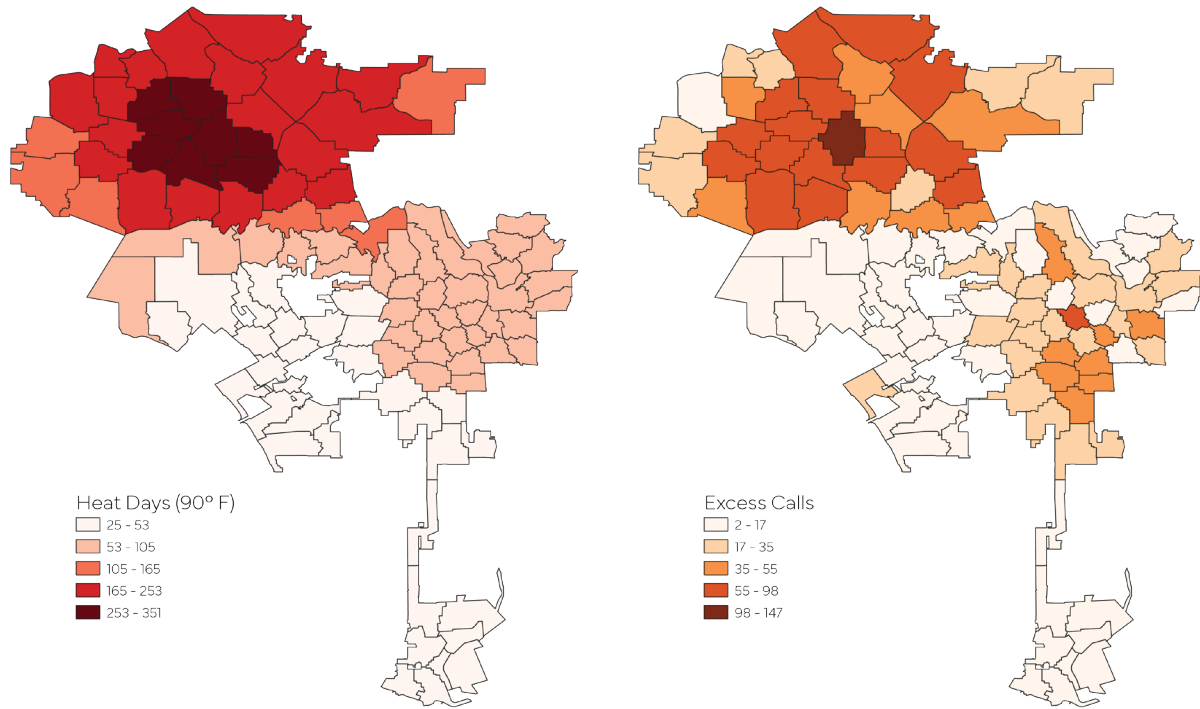 Heat Days (90° F)
25 - 53
53 - 105
105 - 165
165 - 253
253 - 351
Excess Calls
2 - 17
17 - 35
35 - 55
55 - 98
98 - 147